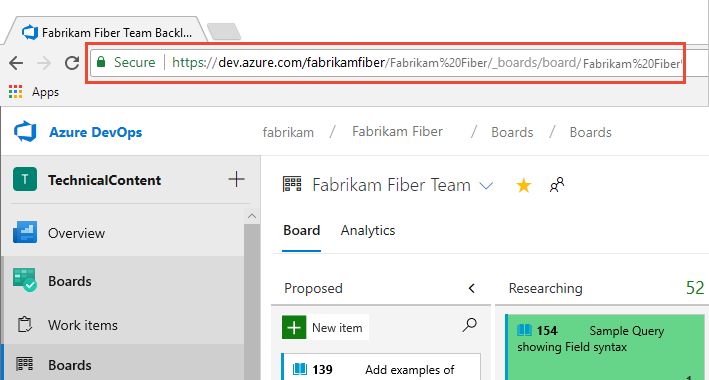 Fabrikam Fiber Team Backl...
Secure | https://dev.azure.com/fabrikamfiber/Fabrikam%20Fiber/_boards/board/Fabrikam%20Fiber
Apps
Azure DevOps
fabrikam / Fabrikam Fiber / Boards / Boards
T TechnicalContent +
Fabrikam Fiber Team
Overview
Board Analytics
Boards
Proposed <
Researching 52
Work items
New item
154 Sample Query
showing Field syntax
Boards
139 Add examples of
1